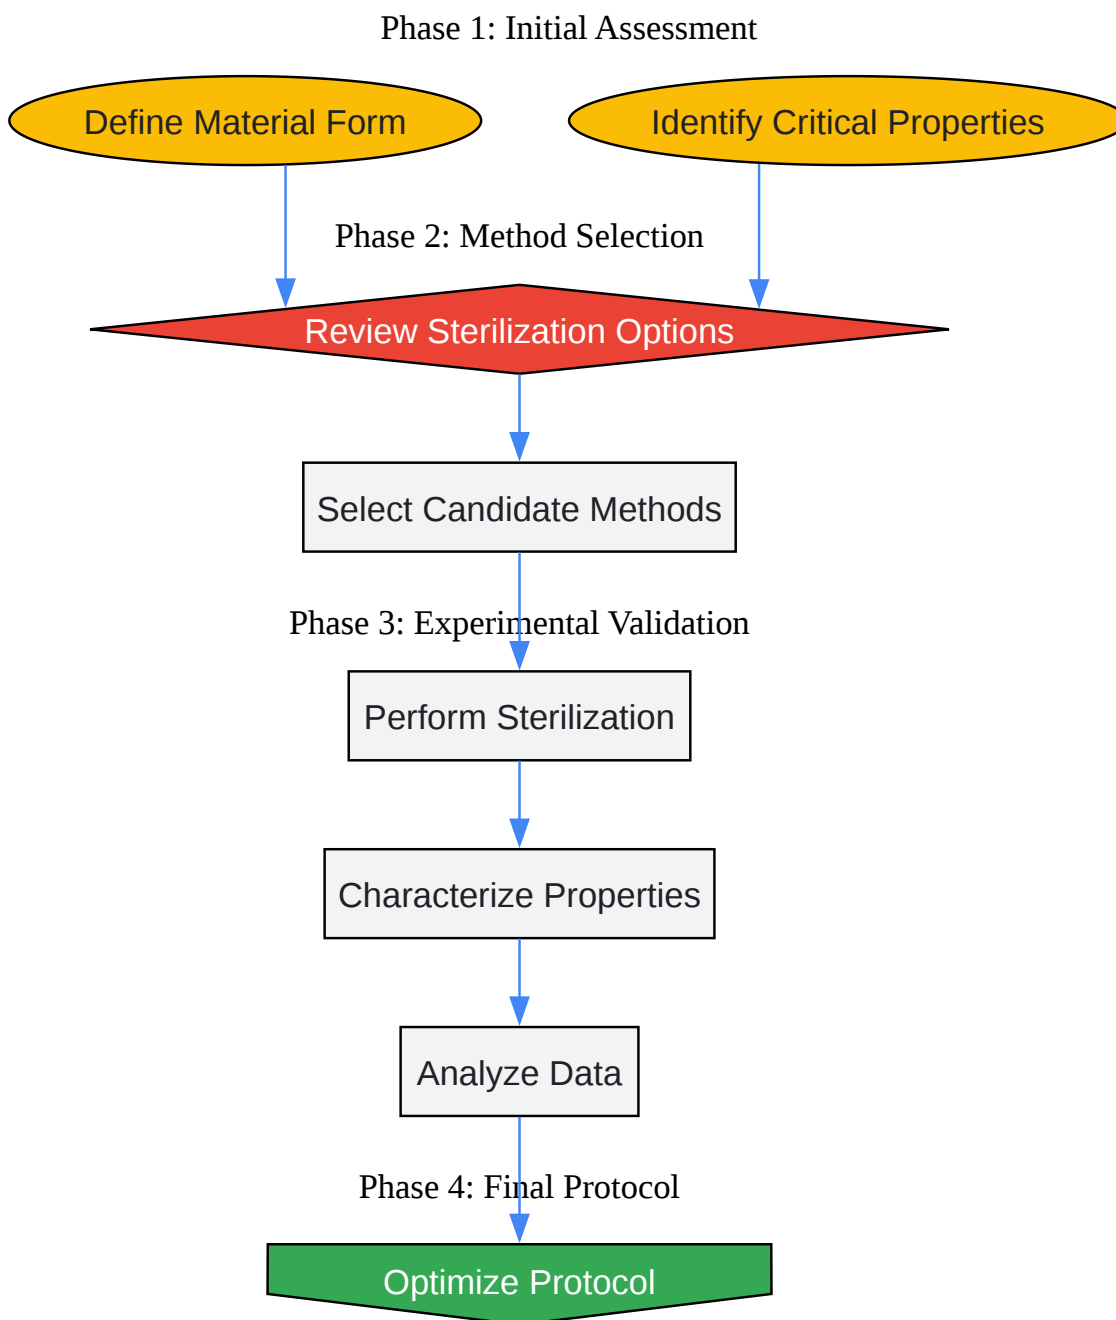 Phase 1: Initial Assessment
Define Material Form
Identify Critical Properties
Phase 2: Method Selection
Review Sterilization Options
Select Candidate Methods
Phase 3: Experimental Validation
Perform Sterilization
Characterize Properties
Analyze Data
Phase 4: Final Protocol
Optimize Protocol